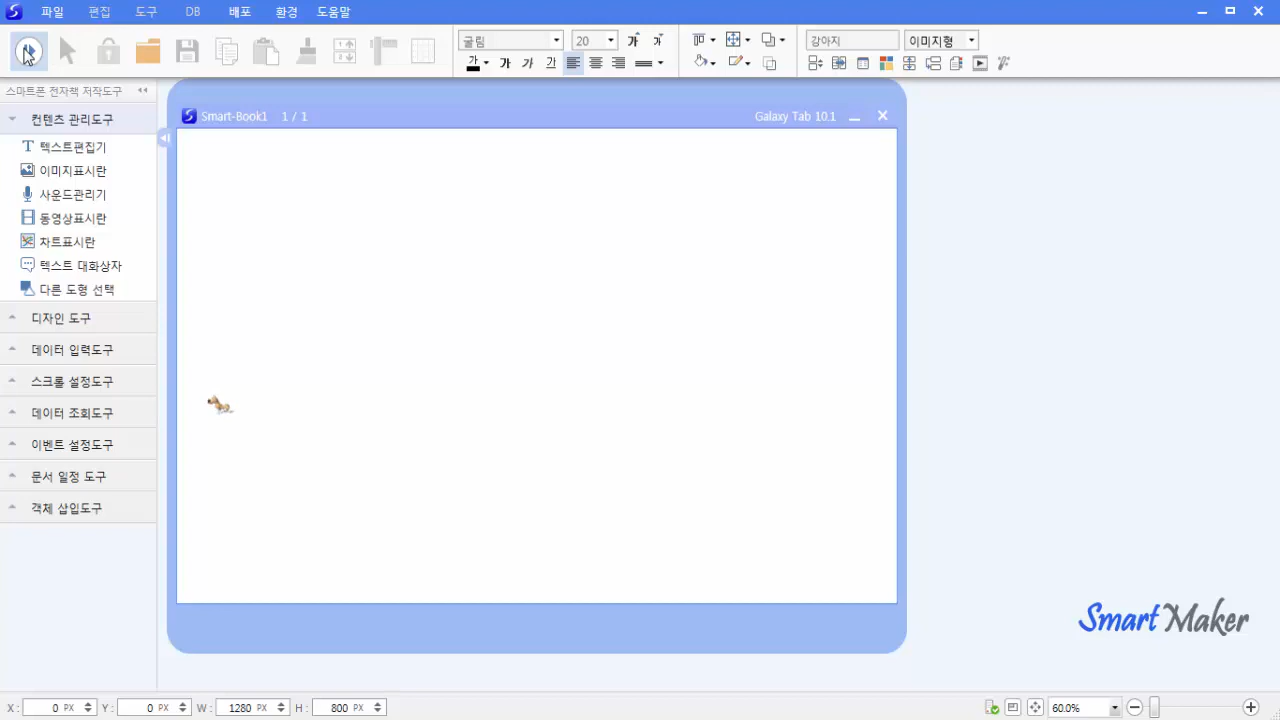 파일 편집 도구 DB 배포 환경 도움말
굴림 20 가 가 강아지 이미지형
가 가 가 가
스마트폰 전자책 저작도구
컨텐츠 관리도구
텍스트편집기
이미지표시란
사운드관리기
동영상표시란
차트표시란
텍스트 대화상자
다른 도형 선택
디자인 도구
데이터 입력도구
스크롤 설정도구
데이터 조회도구
이벤트 설정도구
문서 일정 도구
객체 삽입도구
Smart-Book1 1 / 1 Galaxy Tab 10.1
Smart Maker
X : 0 PX Y : 0 PX W : 1280 PX H : 800 PX 60.0%